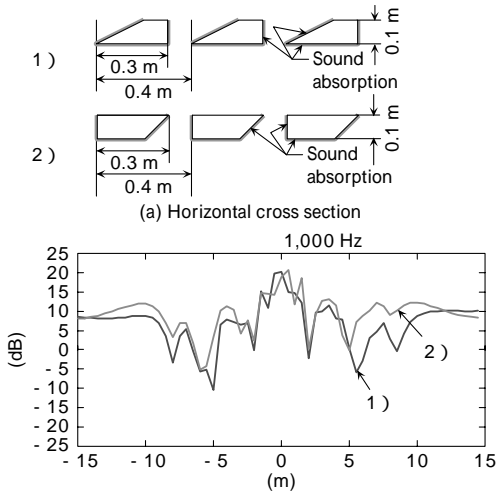 1)
0.3 m
0.4 m
Sound
absorption
0.1 m
2)
0.3 m
0.4 m
Sound
absorption
0.1 m
(a) Horizontal cross section
1,000 Hz
25
20
15
10
5
0
- 5
- 10
- 15
- 20
- 25
(dB)
2)
1)
- 15
- 10
- 5
0
5
10
15
(m)